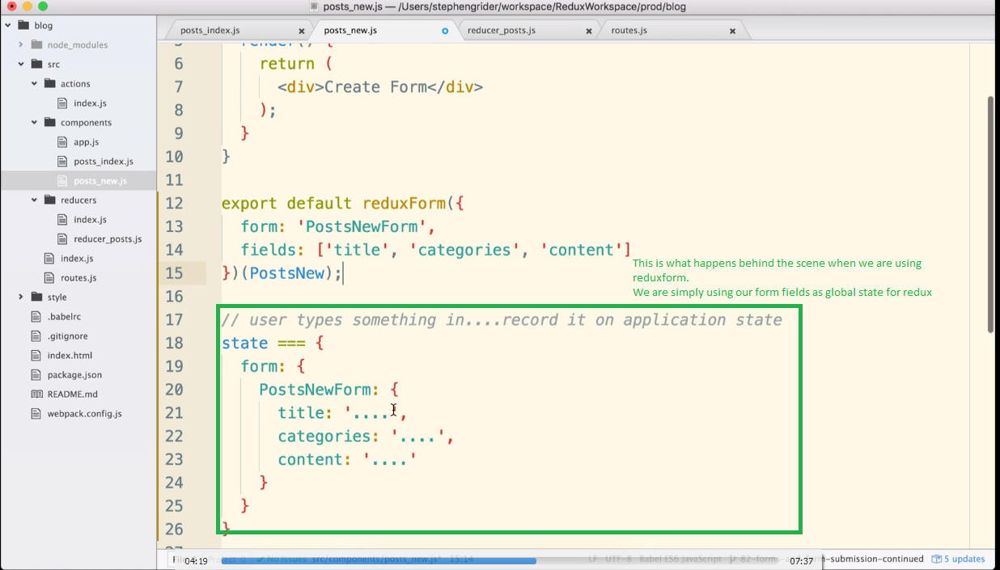 posts_new.js — /Users/stephengrider/workspace/ReduxWorkspace/prod/blog
blog
node_modules
src
actions
index.js
components
app.js
posts_index.js
posts_new.js
reducers
index.js
reducer_posts.js
index.js
routes.js
style
.babelrc
.gitignore
index.html
package.json
README.md
webpack.config.js
posts_index.js
posts_new.js
reducer_posts.js
routes.js
5 render() {
6 return (
7 <div>Create Form</div>
8 );
9 }
10 }
11
12 export default reduxForm({
13 form: 'PostsNewForm',
14 fields: ['title', 'categories', 'content']
15 })(PostsNew);
This is what happens behind the scene when we are using
reduxform.
We are simply using our form fields as global state for redux
16
17 // user types something in....record it on application state
18 state === {
19 form: {
20 PostsNewForm: {
21 title: '....',
22 categories: '....',
23 content: '....'
24 }
25 }
26 }
27
04:19 No Issues src/components/posts_new.js* 15:14 LF UTF-8 Babel ES6 JavaScript 07:37 -submission-continued 5 updates